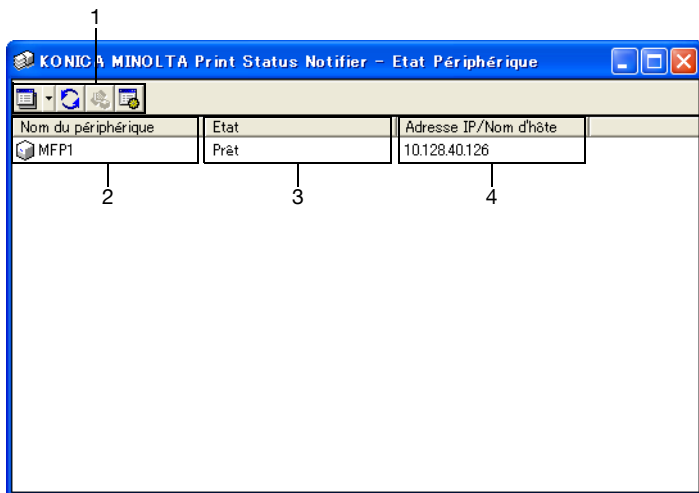 1
KONICA MINOLTA Print Status Notifier - Etat Périphérique
Nom du périphérique Etat Adresse IP/Nom d'hôte
MFP1 Prêt 10.128.40.126
2 3 4